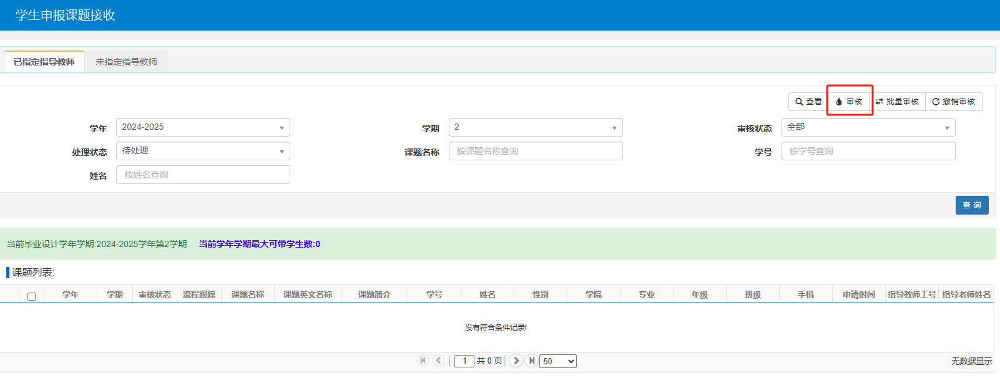 学生申报课题接收
已指定指导教师 未指定指导教师
查看 审核 批量审核 撤销审核
学年 2024-2025 学期 2 审核状态 全部
处理状态 待处理 课题名称 按课题名称查询 学号 按学号查询
姓名 按姓名查询
查 询
当前毕业设计学年学期:2024-2025学年第2学期 当前学年学期最大可带学生数:0
课题列表:
学年 学期 审核状态 流程跟踪 课题名称 课题英文名称 课题简介 学号 姓名 性别 学院 专业 年级 班级 手机 申请时间 指导教师工号 指导老师姓名
没有符合条件记录!
1 共 0 页 50 无数据显示